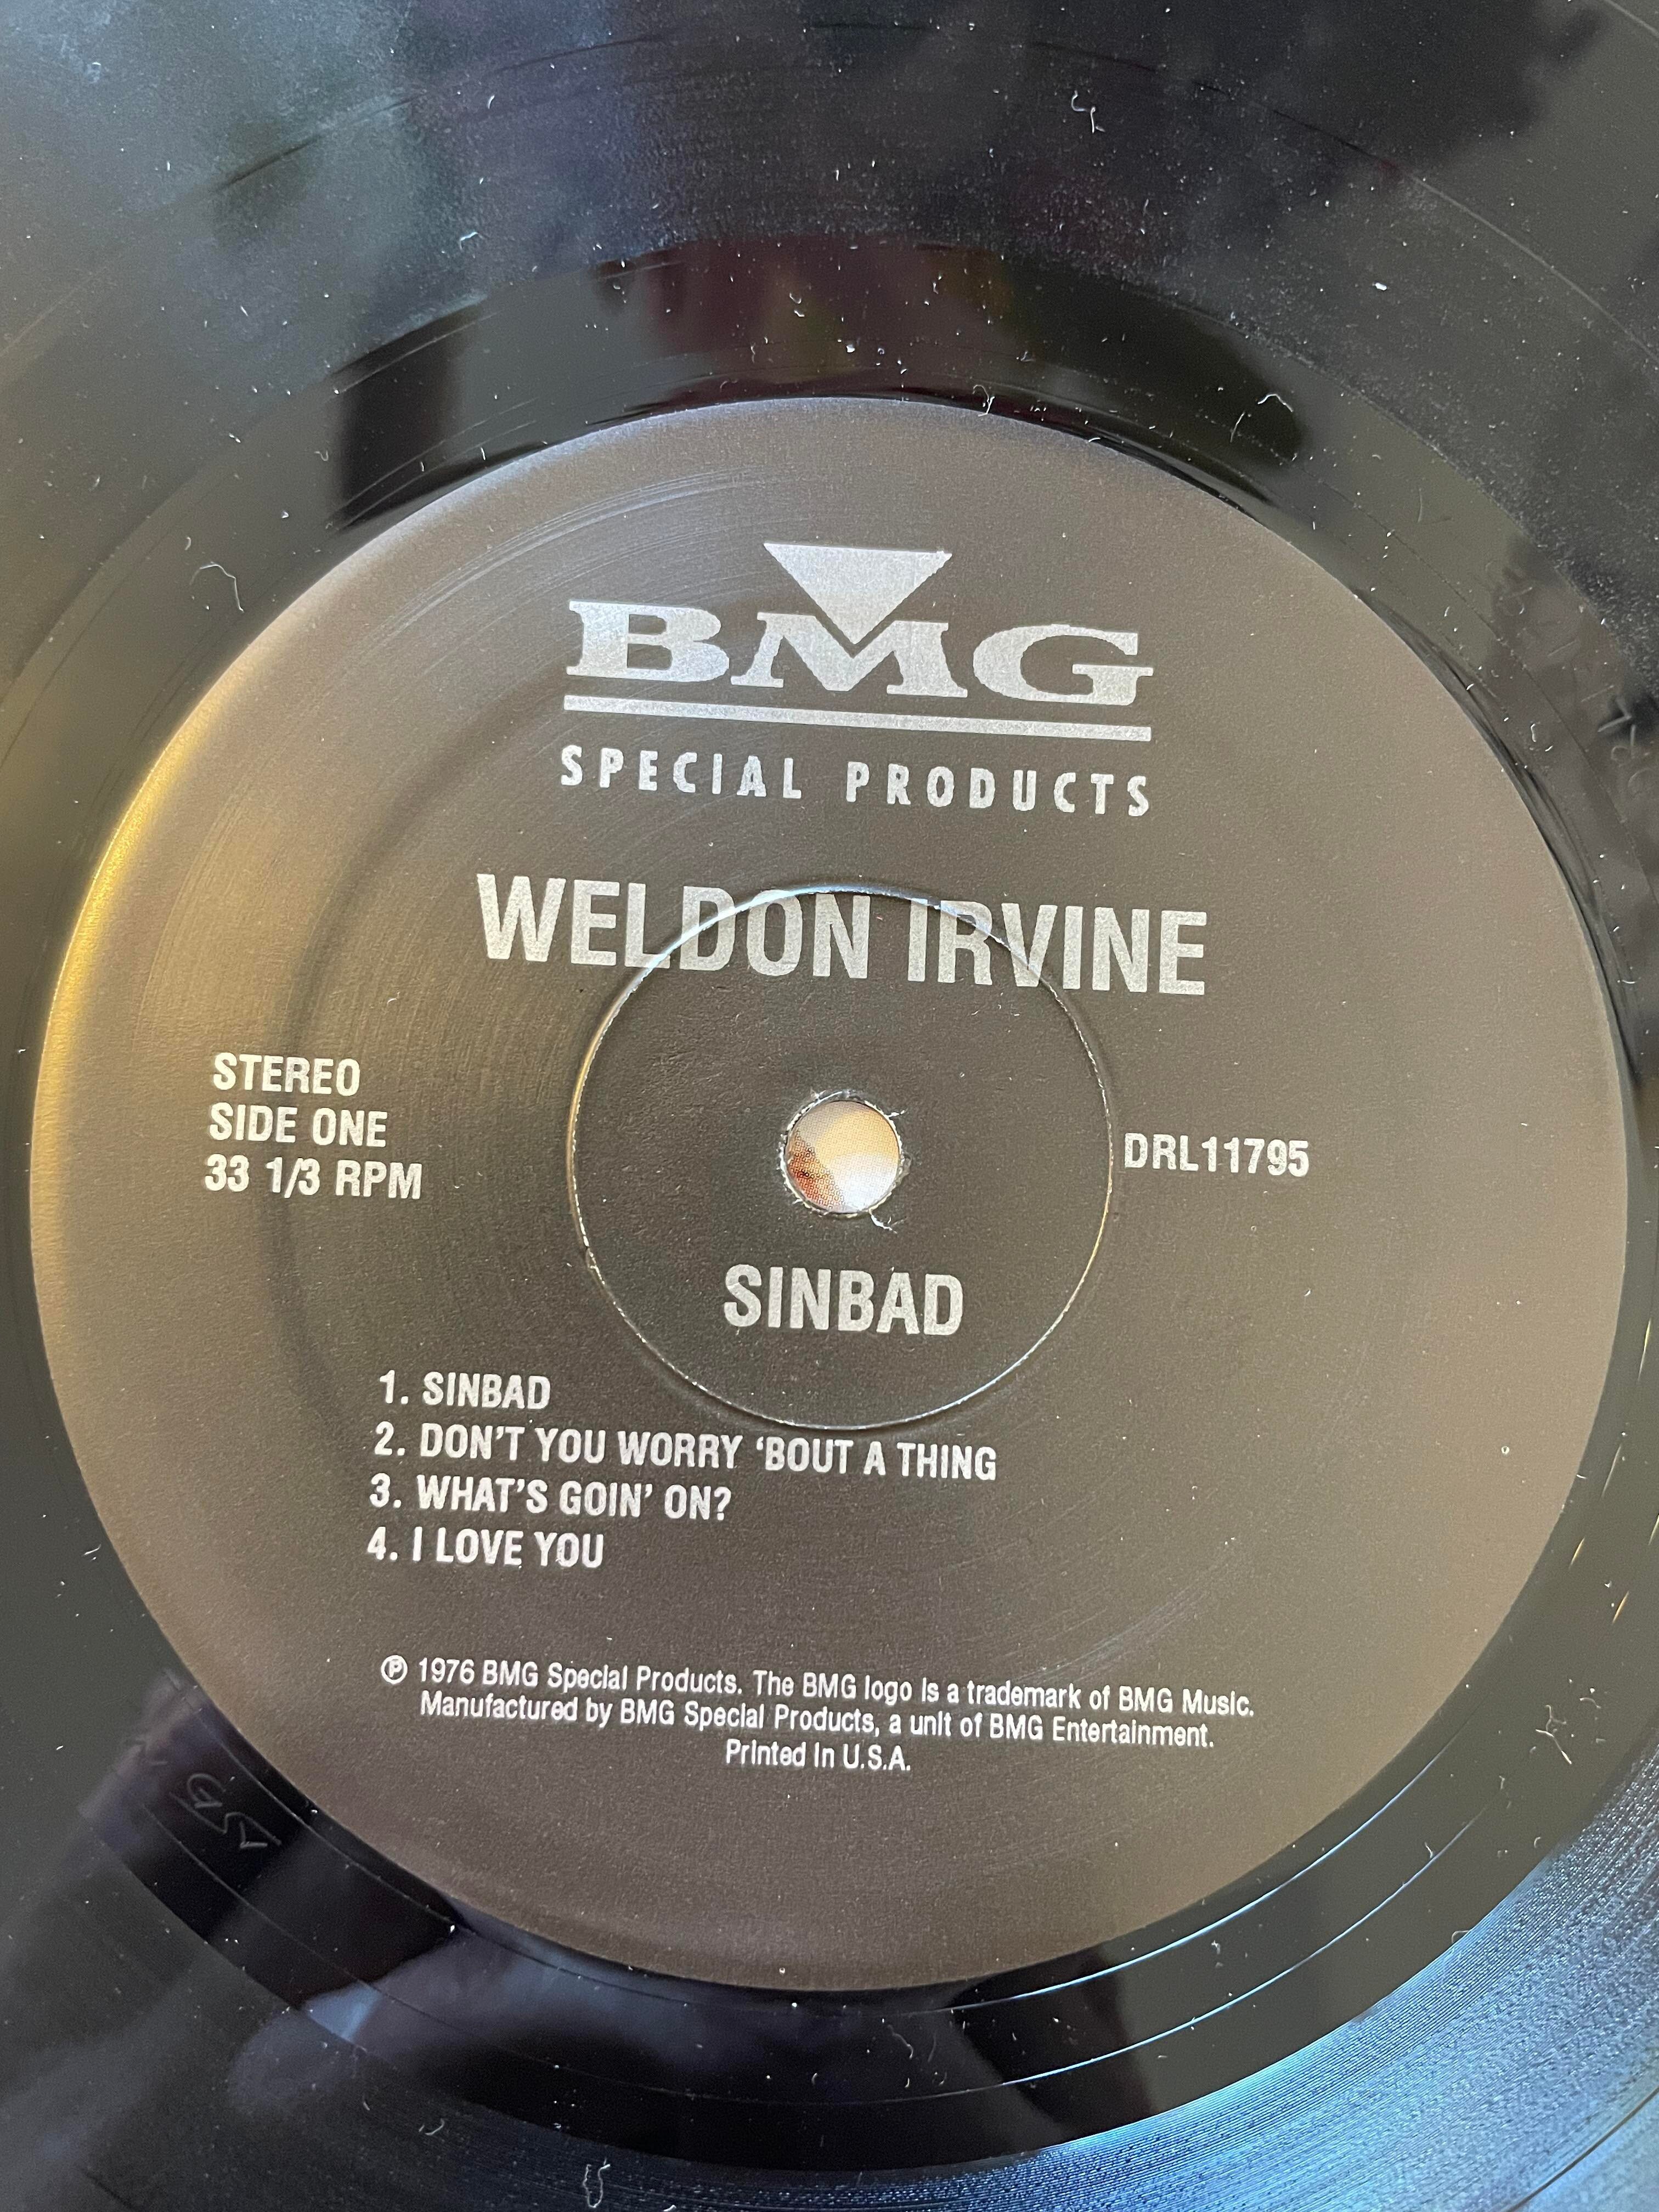 BMG
SPECIAL PRODUCTS
WELDON IRVINE
STEREO
SIDE ONE
33 1/3 RPM
DRL11795
SINBAD
1. SINBAD
2. DON'T YOU WORRY 'BOUT A THING
3. WHAT'S GOIN' ON?
4. I LOVE YOU
℗ 1976 BMG Special Products. The BMG logo is a trademark of BMG Music.
Manufactured by BMG Special Products, a unit of BMG Entertainment.
Printed in U.S.A.